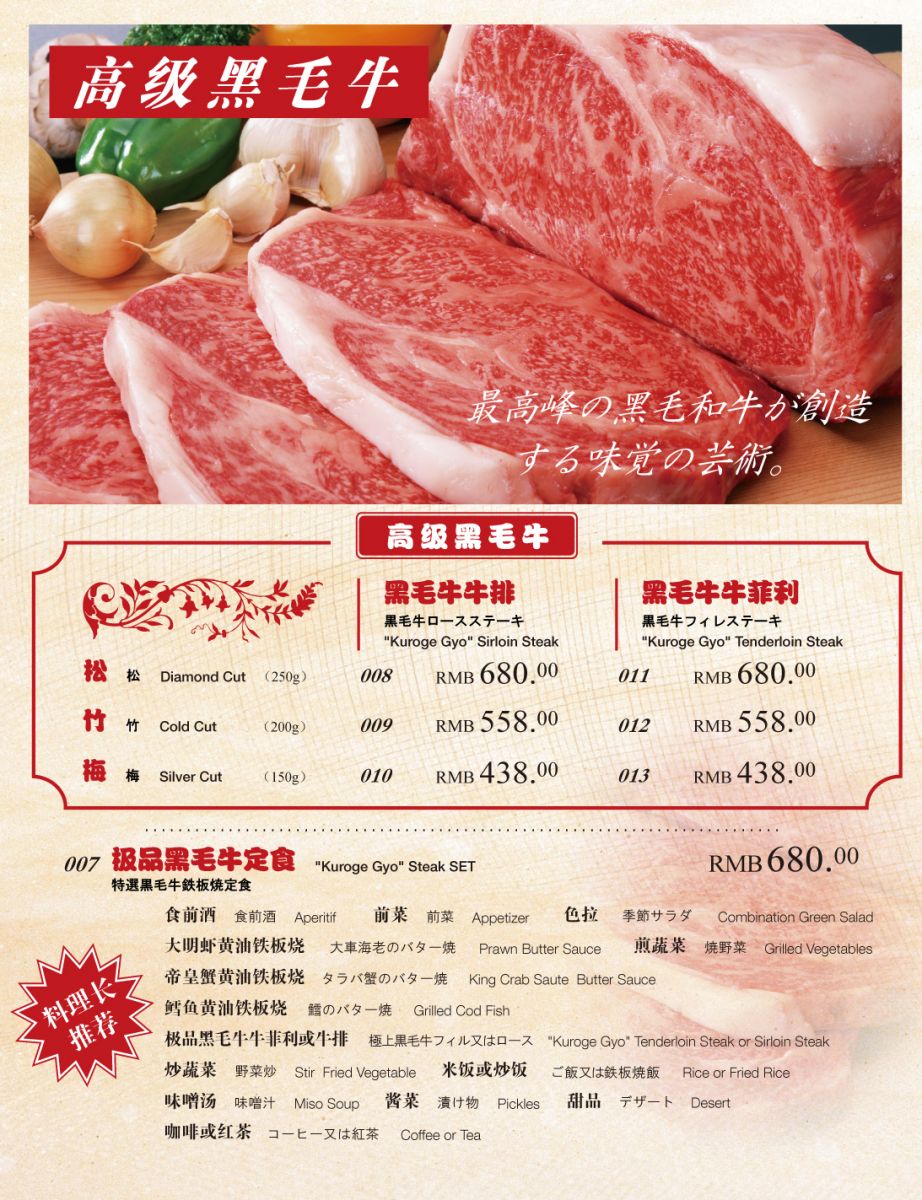 高级黑毛牛
最高峰の黒毛和牛が創造
する味覚の芸術。
高级黑毛牛
黑毛牛牛排 黑毛牛牛菲利
黒毛牛ロースステーキ 黒毛牛フィレステーキ
"Kuroge Gyo" Sirloin Steak "Kuroge Gyo" Tenderloin Steak
松 松 Diamond Cut （250g） 008 RMB 680.00 011 RMB 680.00
竹 竹 Cold Cut （200g） 009 RMB 558.00 012 RMB 558.00
梅 梅 Silver Cut （150g） 010 RMB 438.00 013 RMB 438.00
007 极品黑毛牛定食 "Kuroge Gyo" Steak SET RMB 680.00
特選黒毛牛鉄板焼定食
食前酒 食前酒 Aperitif 前菜 前菜 Appetizer 色拉 季節サラダ Combination Green Salad
大明虾黄油铁板烧 大車海老のバター焼 Prawn Butter Sauce 煎蔬菜 焼野菜 Grilled Vegetables
帝皇蟹黄油铁板烧 タラバ蟹のバター焼 King Crab Saute Butter Sauce
鳕鱼黄油铁板烧 鱈のバター焼 Grilled Cod Fish
极品黑毛牛牛菲利或牛排 極上黒毛牛フィル又はロース "Kuroge Gyo" Tenderloin Steak or Sirloin Steak
炒蔬菜 野菜炒 Stir Fried Vegetable 米饭或炒饭 ご飯又は鉄板焼飯 Rice or Fried Rice
味噌汤 味噌汁 Miso Soup 酱菜 漬け物 Pickles 甜品 デザート Desert
咖啡或红茶 コーヒー又は紅茶 Coffee or Tea
料理长
推荐